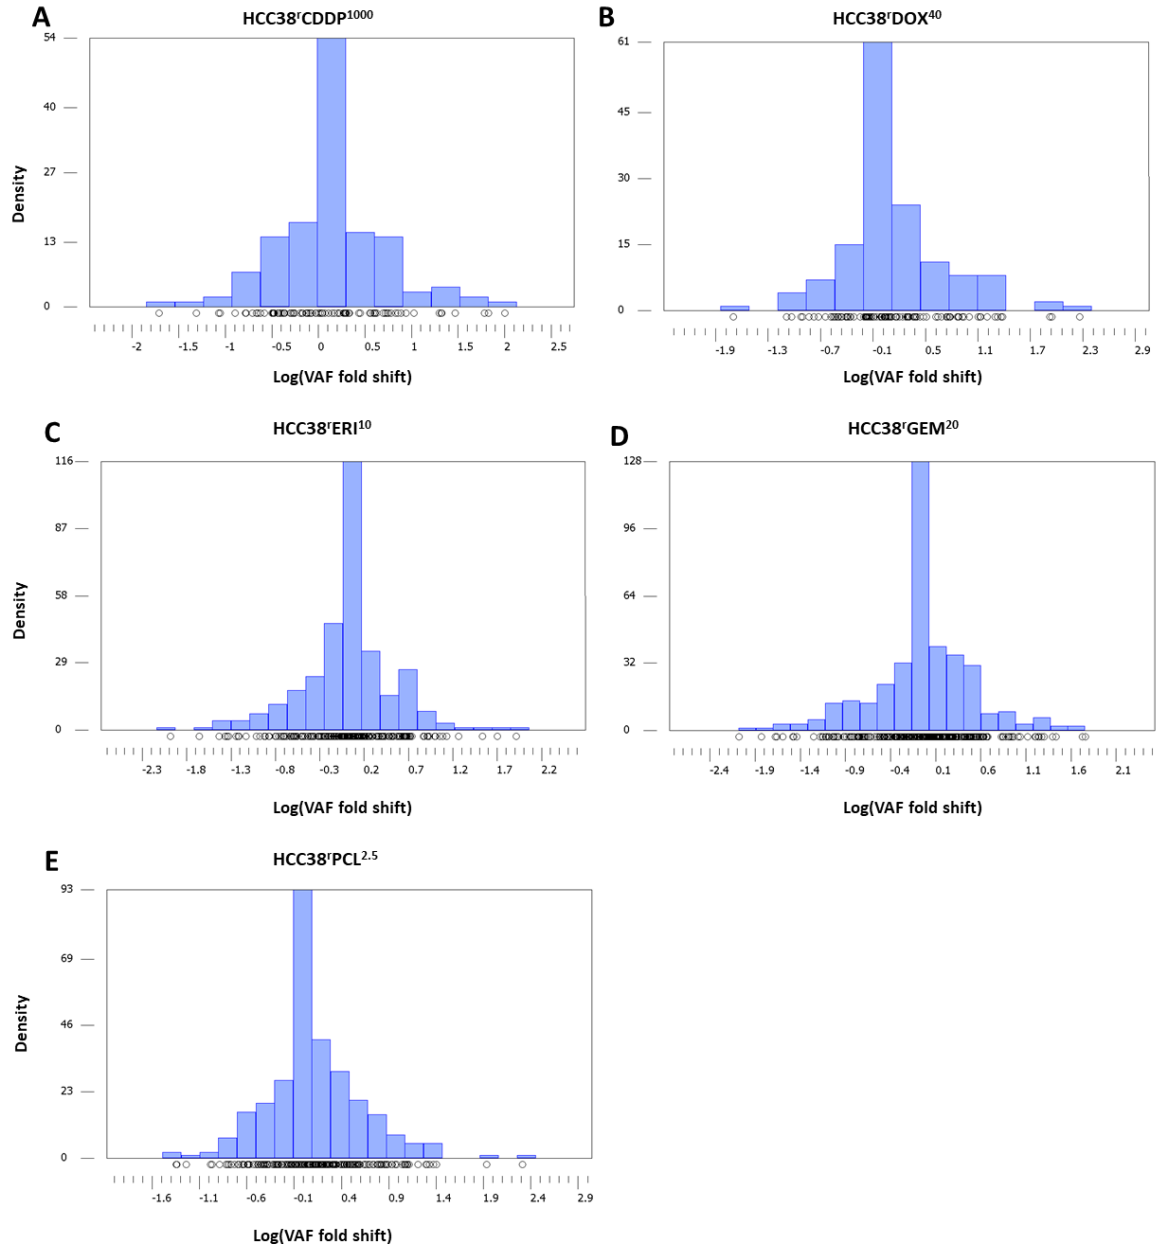 A
HCC38ʳCDDP¹⁰⁰⁰
54
40
27
13
0
Density
-2 -1.5 -1 -0.5 0 0.5 1 1.5 2 2.5
Log(VAF fold shift)
B
HCC38ʳDOX⁴⁰
61
45
30
15
0
-1.9 -1.3 -0.7 -0.1 0.5 1.1 1.7 2.3 2.9
Log(VAF fold shift)
C
HCC38ʳERI¹⁰
116
87
58
29
0
Density
-2.3 -1.8 -1.3 -0.8 -0.3 0.2 0.7 1.2 1.7 2.2
Log(VAF fold shift)
D
HCC38ʳGEM²⁰
128
96
64
32
0
-2.4 -1.9 -1.4 -0.9 -0.4 0.1 0.6 1.1 1.6 2.1
Log(VAF fold shift)
E
HCC38ʳPCL²·⁵
93
69
46
23
0
Density
-1.6 -1.1 -0.6 -0.1 0.4 0.9 1.4 1.9 2.4 2.9
Log(VAF fold shift)